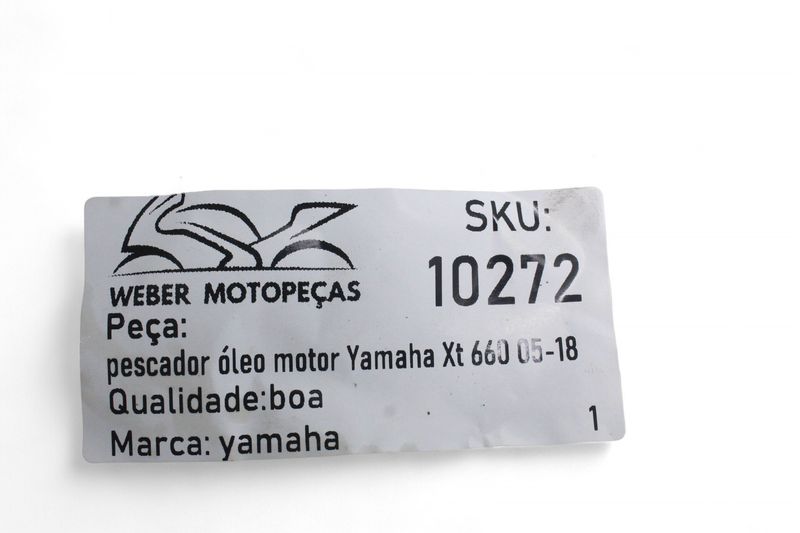 WEBER MOTOPEÇAS
SKU:
10272
Peça:
pescador óleo motor Yamaha Xt 660 05-18
Qualidade:boa
Marca: yamaha
1